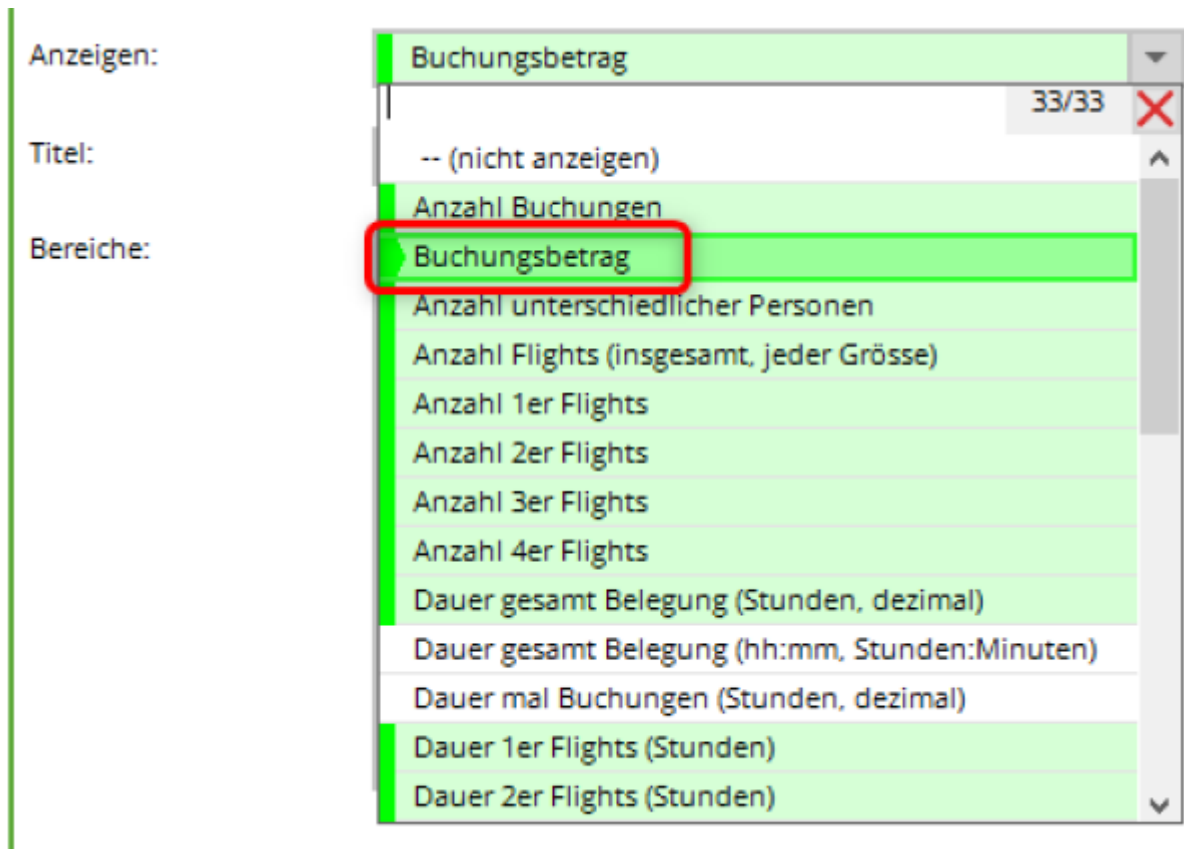 Anzeigen:
Buchungsbetrag
33/33
Titel:
-- (nicht anzeigen)
Anzahl Buchungen
Bereiche:
Buchungsbetrag
Anzahl unterschiedlicher Personen
Anzahl Flights (insgesamt, jeder Grösse)
Anzahl 1er Flights
Anzahl 2er Flights
Anzahl 3er Flights
Anzahl 4er Flights
Dauer gesamt Belegung (Stunden, dezimal)
Dauer gesamt Belegung (hh:mm, Stunden:Minuten)
Dauer mal Buchungen (Stunden, dezimal)
Dauer 1er Flights (Stunden)
Dauer 2er Flights (Stunden)